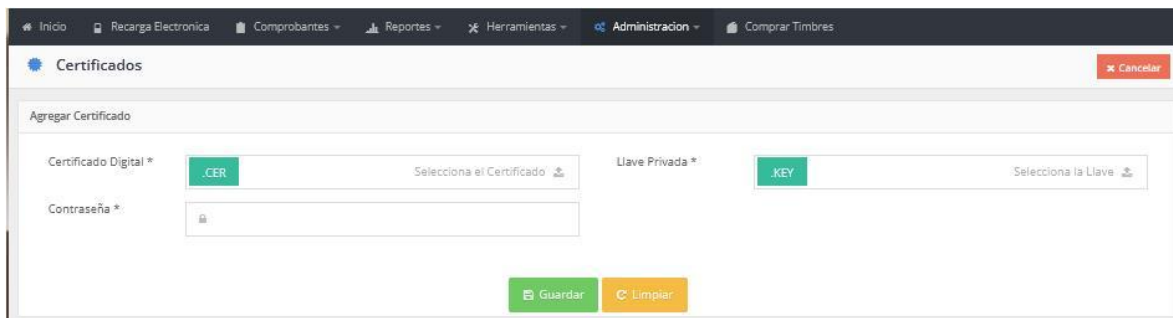 Inicio Recarga Electronica Comprobantes Reportes Herramientas Administracion Comprar Timbres
Certificados Cancelar
Agregar Certificado
Certificado Digital * .CER Selecciona el Certificado Llave Privada * .KEY Selecciona la Llave
Contraseña *
Guardar Limpiar